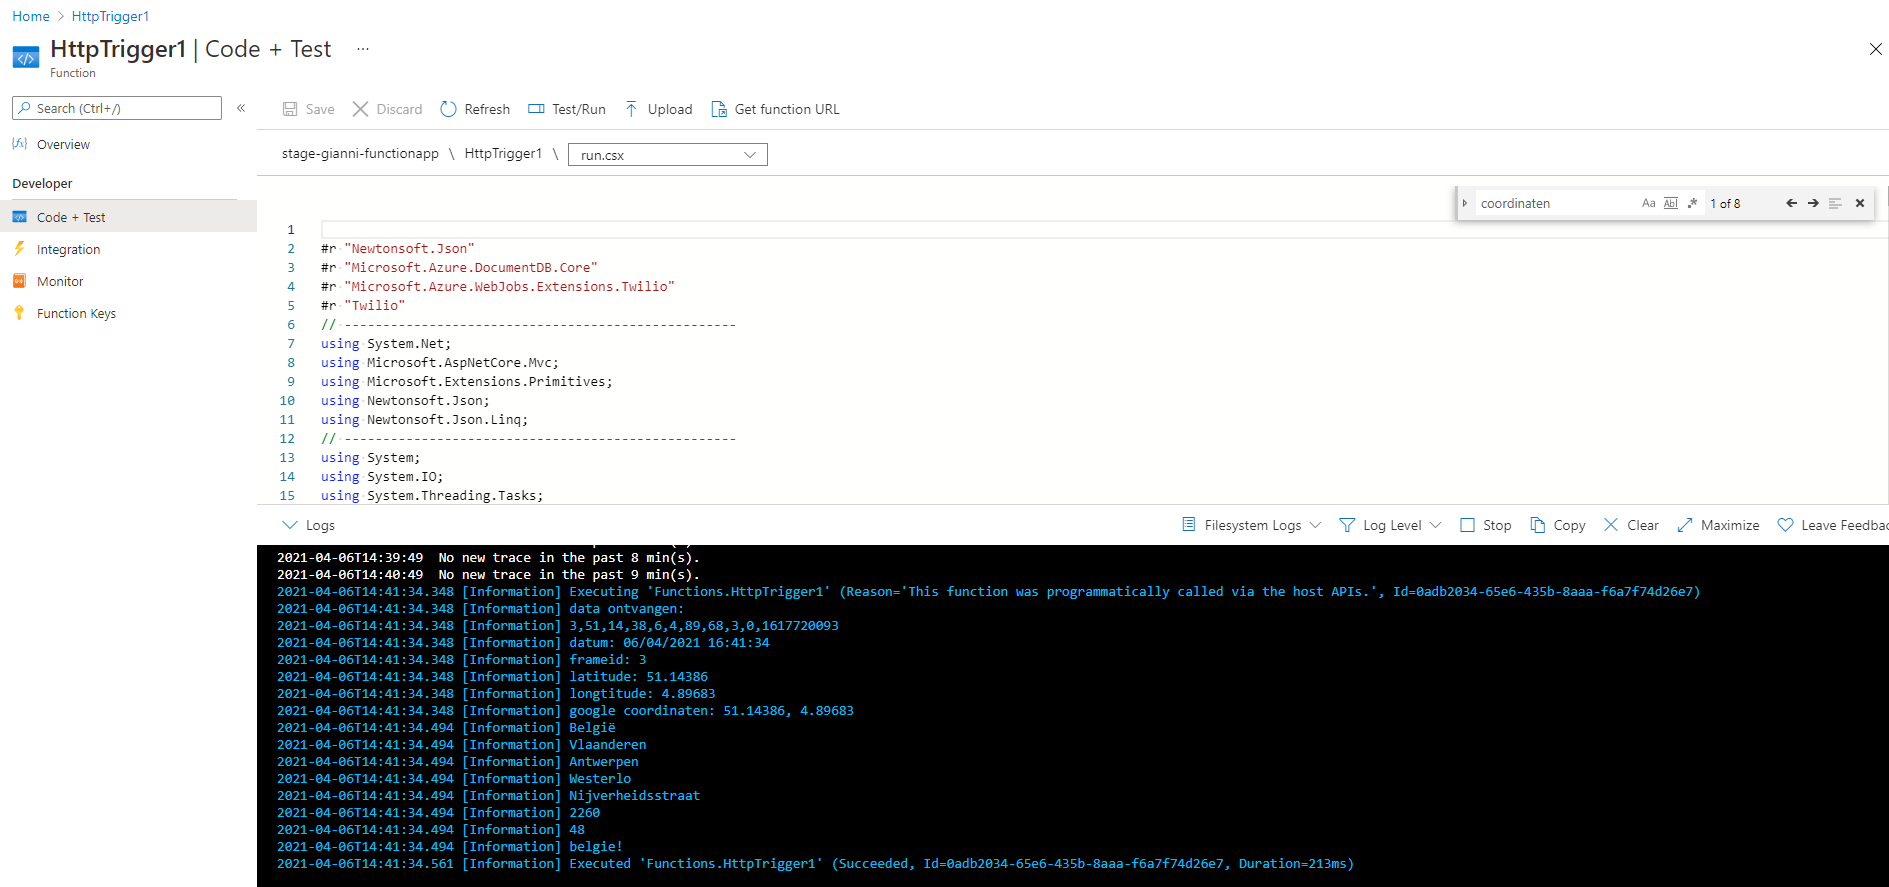 Home > HttpTrigger1
HttpTrigger1 | Code + Test ...
Function
Search (Ctrl+/) «
Overview
Developer
Code + Test
Integration
Monitor
Function Keys
Save Discard Refresh Test/Run Upload Get function URL
stage-gianni-functionapp \ HttpTrigger1 \ run.csx
coordinaten Aa Abl .* 1 of 8
1
2 #r "Newtonsoft.Json"
3 #r "Microsoft.Azure.DocumentDB.Core"
4 #r "Microsoft.Azure.WebJobs.Extensions.Twilio"
5 #r "Twilio"
6 // ---------------------------------------------------
7 using System.Net;
8 using Microsoft.AspNetCore.Mvc;
9 using Microsoft.Extensions.Primitives;
10 using Newtonsoft.Json;
11 using Newtonsoft.Json.Linq;
12 // ---------------------------------------------------
13 using System;
14 using System.IO;
15 using System.Threading.Tasks;
Logs Filesystem Logs Log Level Stop Copy Clear Maximize Leave Feedbac
2021-04-06T14:39:49 No new trace in the past 8 min(s).
2021-04-06T14:40:49 No new trace in the past 9 min(s).
2021-04-06T14:41:34.348 [Information] Executing 'Functions.HttpTrigger1' (Reason='This function was programmatically called via the host APIs.', Id=0adb2034-65e6-435b-8aaa-f6a7f74d26e7)
2021-04-06T14:41:34.348 [Information] data ontvangen:
2021-04-06T14:41:34.348 [Information] 3,51,14,38,6,4,89,68,3,0,1617720093
2021-04-06T14:41:34.348 [Information] datum: 06/04/2021 16:41:34
2021-04-06T14:41:34.348 [Information] frameid: 3
2021-04-06T14:41:34.348 [Information] latitude: 51.14386
2021-04-06T14:41:34.348 [Information] longtitude: 4.89683
2021-04-06T14:41:34.348 [Information] google coordinaten: 51.14386, 4.89683
2021-04-06T14:41:34.494 [Information] België
2021-04-06T14:41:34.494 [Information] Vlaanderen
2021-04-06T14:41:34.494 [Information] Antwerpen
2021-04-06T14:41:34.494 [Information] Westerlo
2021-04-06T14:41:34.494 [Information] Nijverheidsstraat
2021-04-06T14:41:34.494 [Information] 2260
2021-04-06T14:41:34.494 [Information] 48
2021-04-06T14:41:34.494 [Information] belgie!
2021-04-06T14:41:34.561 [Information] Executed 'Functions.HttpTrigger1' (Succeeded, Id=0adb2034-65e6-435b-8aaa-f6a7f74d26e7, Duration=213ms)